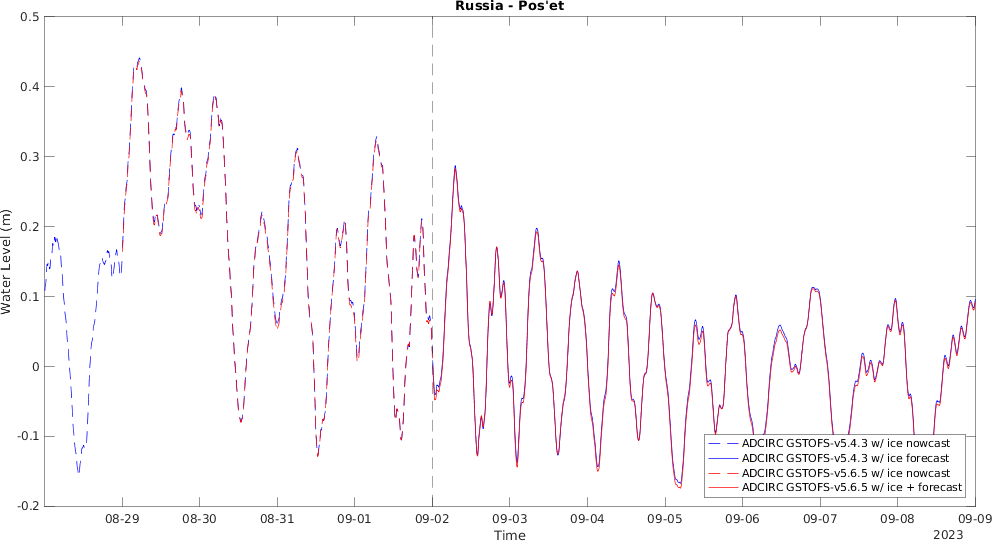 Russia - Pos'et
Water Level (m)
0.5
0.4
0.3
0.2
0.1
0
-0.1
-0.2
ADCIRC GSTOFS-v5.4.3 w/ ice nowcast
ADCIRC GSTOFS-v5.4.3 w/ ice forecast
ADCIRC GSTOFS-v5.6.5 w/ ice nowcast
ADCIRC GSTOFS-v5.6.5 w/ ice + forecast
08-29 08-30 08-31 09-01 09-02 09-03 09-04 09-05 09-06 09-07 09-08 09-09
Time
2023